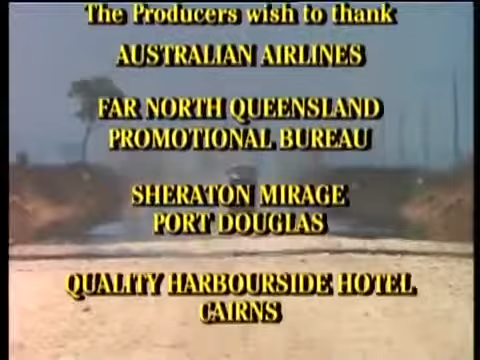 The Producers wish to thank
AUSTRALIAN AIRLINES
FAR NORTH QUEENSLAND
PROMOTIONAL BUREAU
SHERATON MIRAGE
PORT DOUGLAS
QUALITY HARBOURSIDE HOTEL
CAIRNS